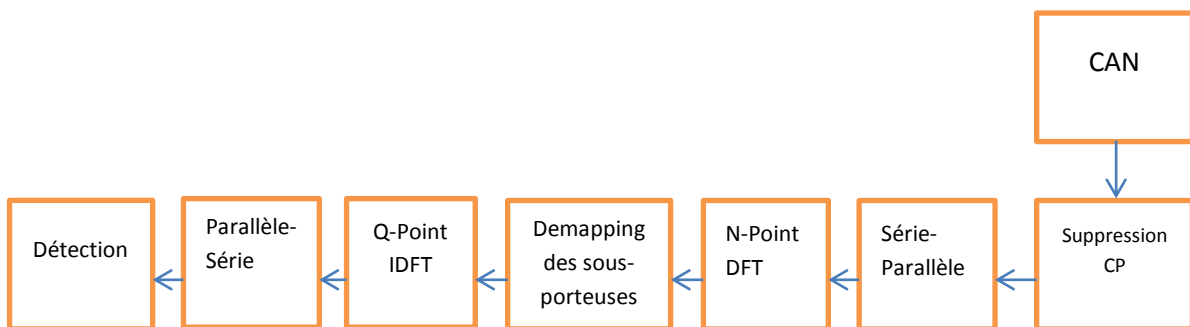 CAN
Détection
Parallèle-
Série
Q-Point
IDFT
Demapping
des sous-
porteuses
N-Point
DFT
Série-
Parallèle
Suppression
CP